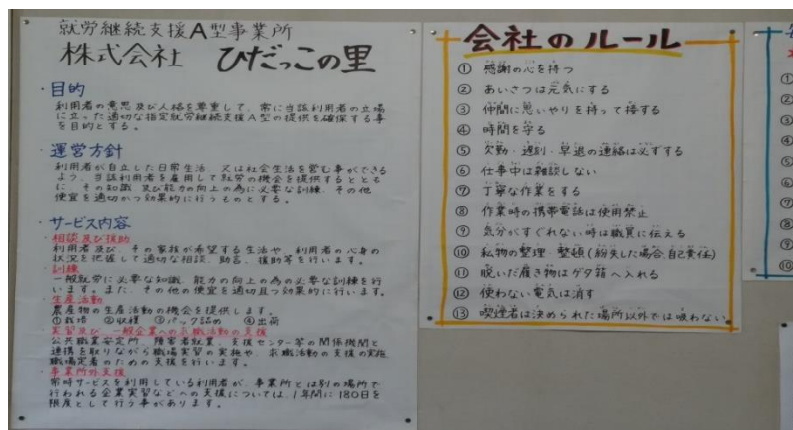 就労継続支援A型事業所
株式会社 ひだっこの里
・目的
利用者の意思及び人格を尊重して、常に当該利用者の立場
に立った適切な指定就労継続支援A型の提供を確保する事
を目的とする。
・運営方針
利用者が自立した日常生活、又は社会生活を営む事ができる
よう、当該利用者を雇用して就労の機会を提供するととも
に、その知識及び能力の向上の為に必要な訓練、その他
便宜を適切かつ効果的に行うものとする。
・サービス内容
・相談及び援助
利用者及び、その家族が希望する生活や、利用者の心身の
状況を把握して適切な相談、助言、援助等を行います。
・訓練
一般就労に必要な知識、能力の向上の為の必要な訓練を行
います。また、その他の便宜を適切且つ効果的に行います。
・生産活動
農産物の生産活動の機会を提供します。
①栽培 ②収穫 ③パック詰め ④出荷
・実習及び、一般企業への求職活動の支援
公共職業安定所、障害者就業、支援センター等の関係機関と
連携を取りながら職場実習の実施や、求職活動の支援の実施、
職場定着のための支援を行います。
・事業所外支援
常時サービスを利用している利用者が、事業所とは別の場所で
行われる企業実習などへの支援については、1年間に180日を
限度として行う事があります。
会社のルール
① 感謝の心を持つ
② あいさつは元気にする
③ 仲間に思いやりを持って接する
④ 時間を守る
⑤ 欠勤・遅刻・早退の連絡は必ずする
⑥ 仕事中は雑談しない
⑦ 丁寧な作業をする
⑧ 作業時の携帯電話は使用禁止
⑨ 気分がすぐれない時は職員に伝える
⑩ 私物の整理・整頓(紛失した場合自己責任)
⑪ 脱いだ履き物はゲタ箱へ入れる
⑫ 使わない電気は消す
⑬ 喫煙者は決められた場所以外では吸わない
①
②
③
④
⑤
⑥
⑦
⑧
⑨
⑩